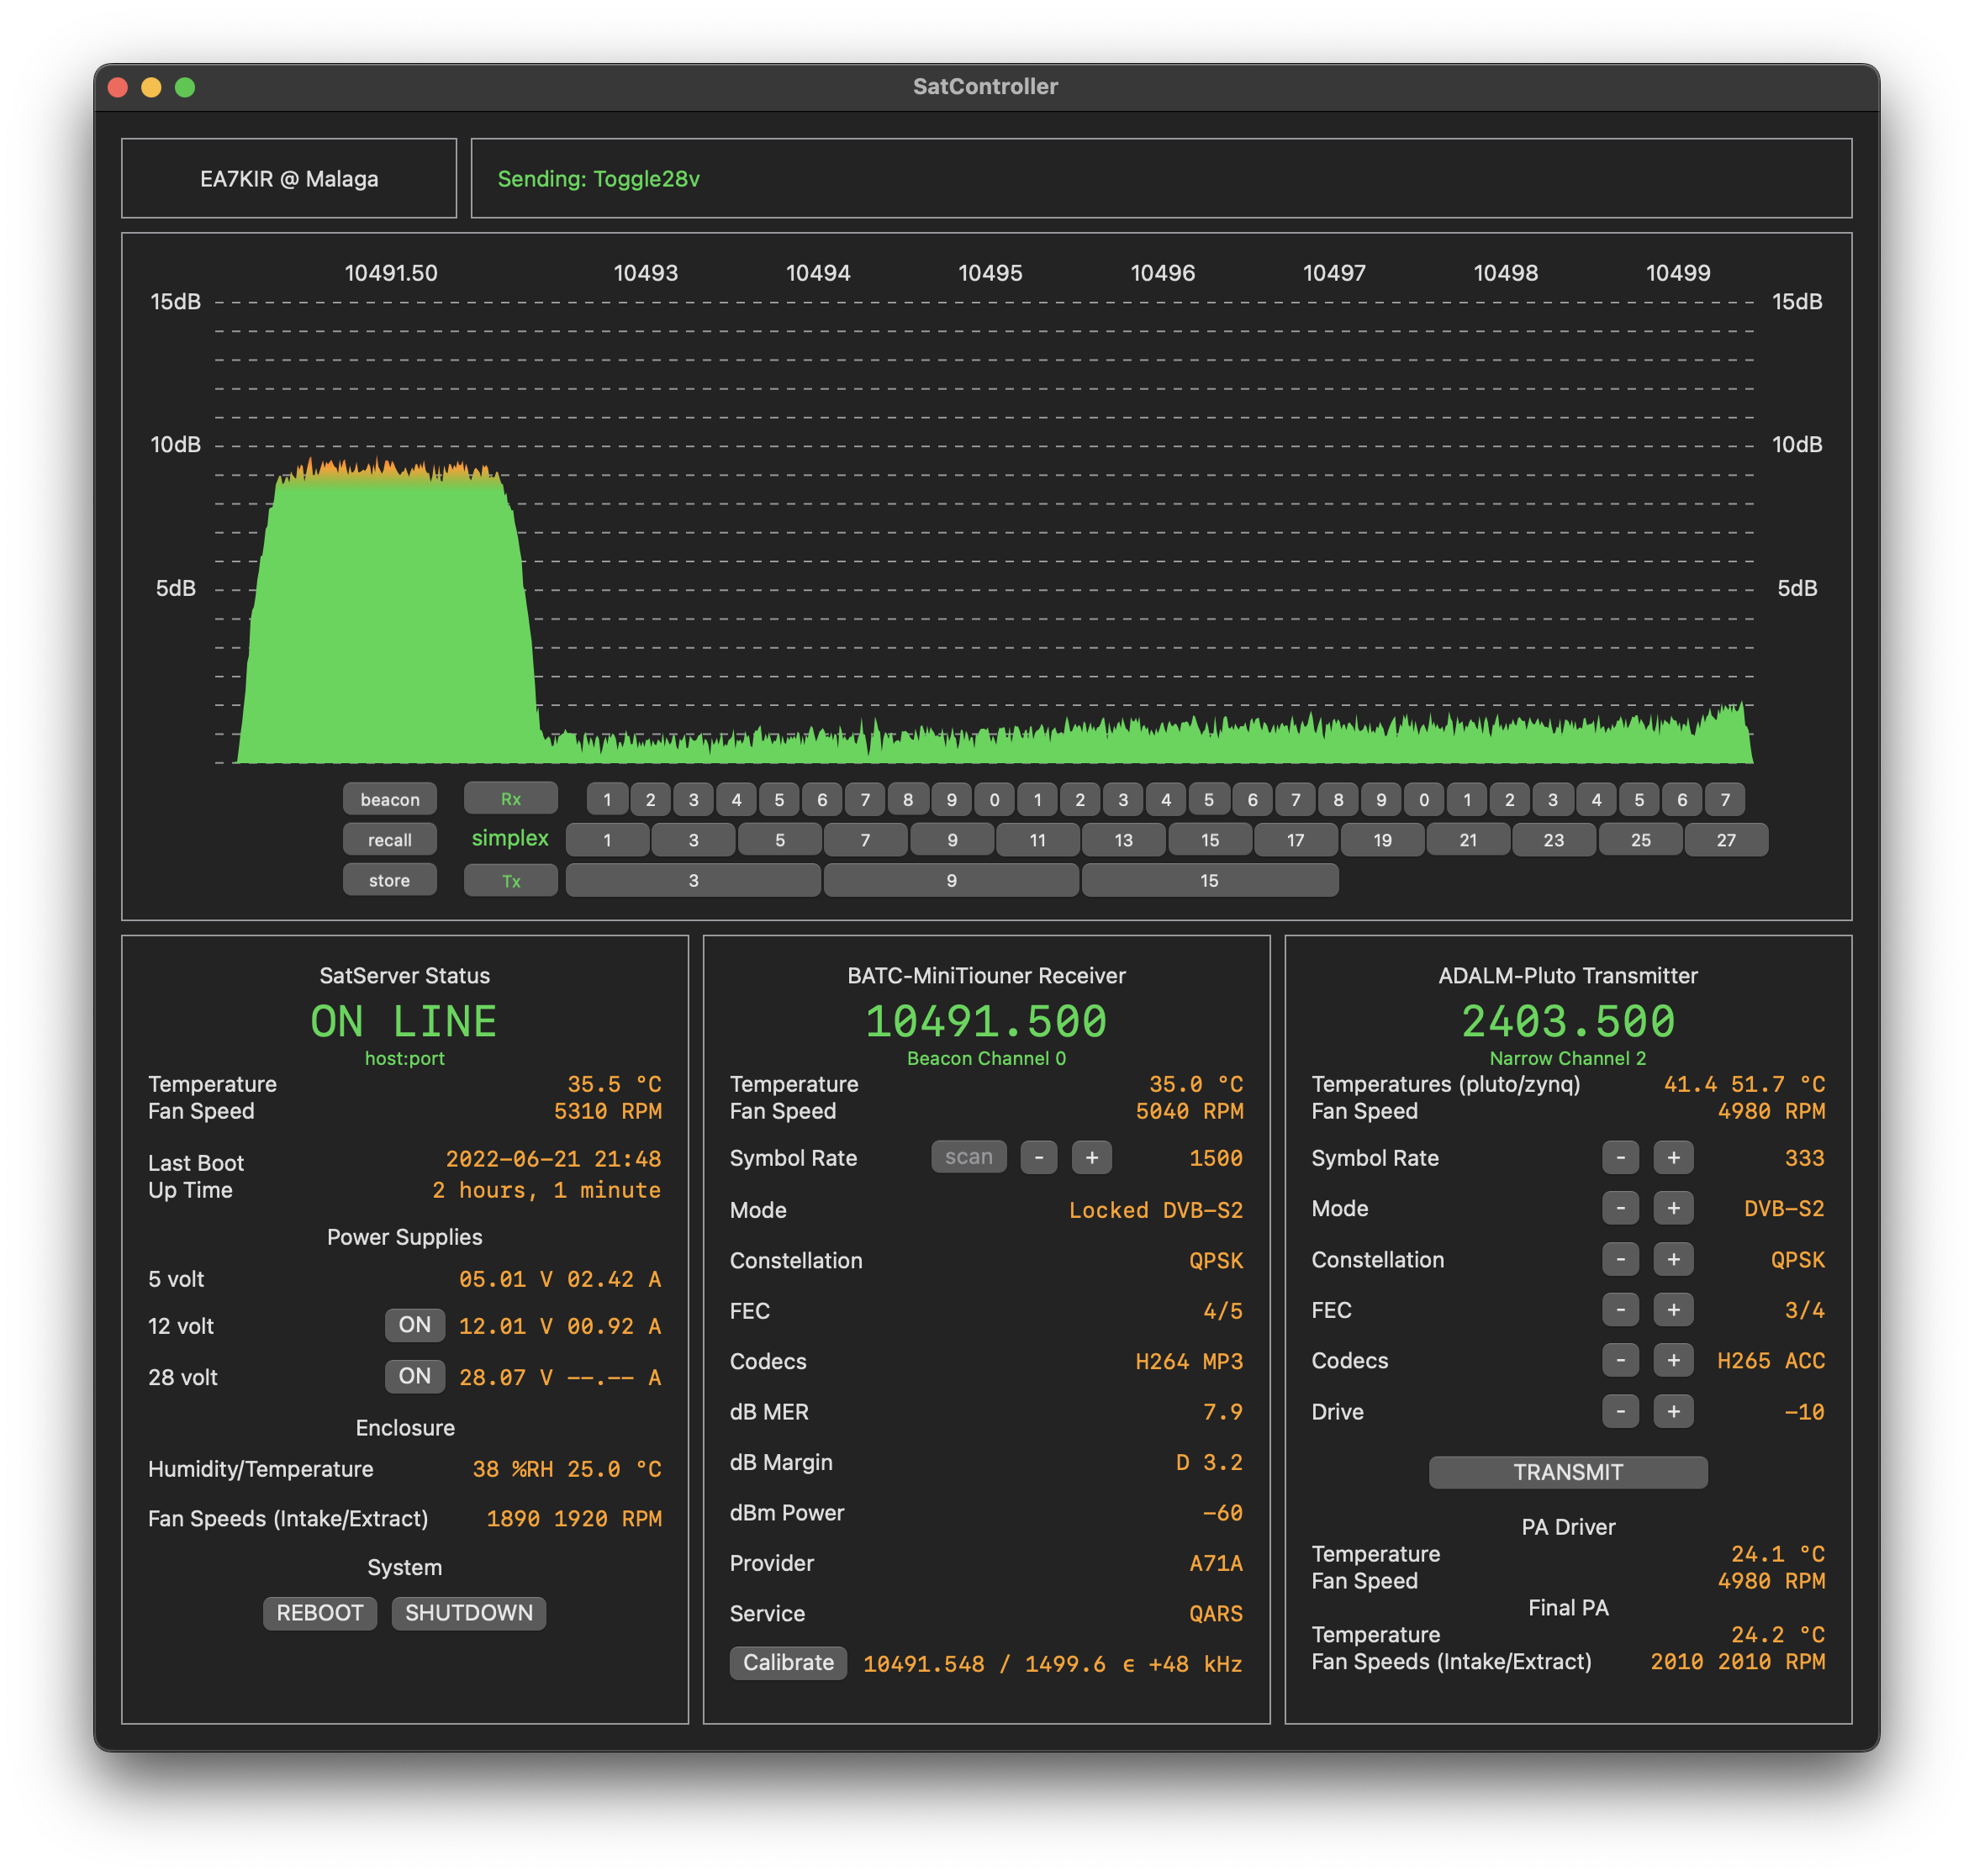 SatController
EA7KIR @ Malaga
Sending: Toggle28v
10491.50 10493 10494 10495 10496 10497 10498 10499
15dB 15dB
10dB 10dB
5dB 5dB
beacon Rx 1 2 3 4 5 6 7 8 9 0 1 2 3 4 5 6 7 8 9 0 1 2 3 4 5 6 7
recall simplex 1 3 5 7 9 11 13 15 17 19 21 23 25 27
store Tx 3 9 15
SatServer Status
ON LINE
host:port
Temperature 35.5 °C
Fan Speed 5310 RPM
Last Boot 2022-06-21 21:48
Up Time 2 hours, 1 minute
Power Supplies
5 volt 05.01 V 02.42 A
12 volt ON 12.01 V 00.92 A
28 volt ON 28.07 V --.-- A
Enclosure
Humidity/Temperature 38 %RH 25.0 °C
Fan Speeds (Intake/Extract) 1890 1920 RPM
System
REBOOT SHUTDOWN
BATC-MiniTiouner Receiver
10491.500
Beacon Channel 0
Temperature 35.0 °C
Fan Speed 5040 RPM
Symbol Rate scan - + 1500
Mode Locked DVB-S2
Constellation QPSK
FEC 4/5
Codecs H264 MP3
dB MER 7.9
dB Margin D 3.2
dBm Power -60
Provider A71A
Service QARS
Calibrate 10491.548 / 1499.6 ϵ +48 kHz
ADALM-Pluto Transmitter
2403.500
Narrow Channel 2
Temperatures (pluto/zynq) 41.4 51.7 °C
Fan Speed 4980 RPM
Symbol Rate - + 333
Mode - + DVB-S2
Constellation - + QPSK
FEC - + 3/4
Codecs - + H265 ACC
Drive - + -10
TRANSMIT
PA Driver
Temperature 24.1 °C
Fan Speed 4980 RPM
Final PA
Temperature 24.2 °C
Fan Speeds (Intake/Extract) 2010 2010 RPM